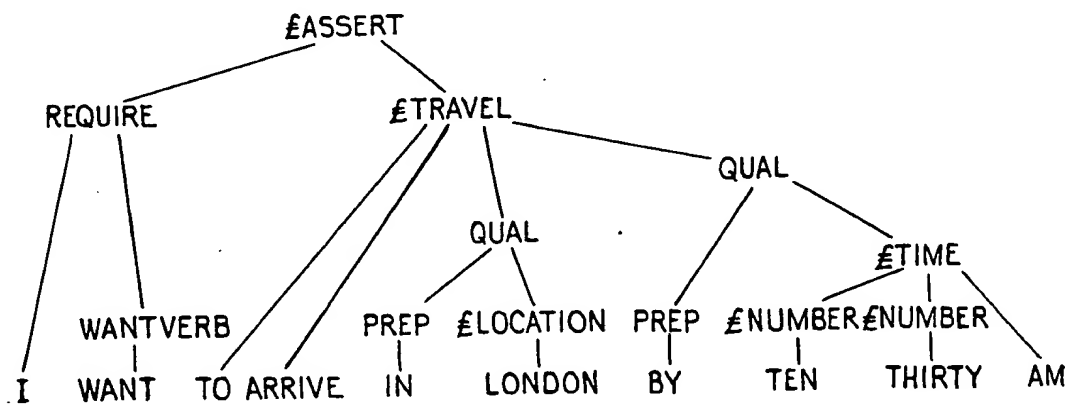 £ASSERT
REQUIRE £TRAVEL
QUAL
QUAL
£TIME
WANTVERB PREP £LOCATION PREP £NUMBER £NUMBER
I WANT TO ARRIVE IN LONDON BY TEN THIRTY AM